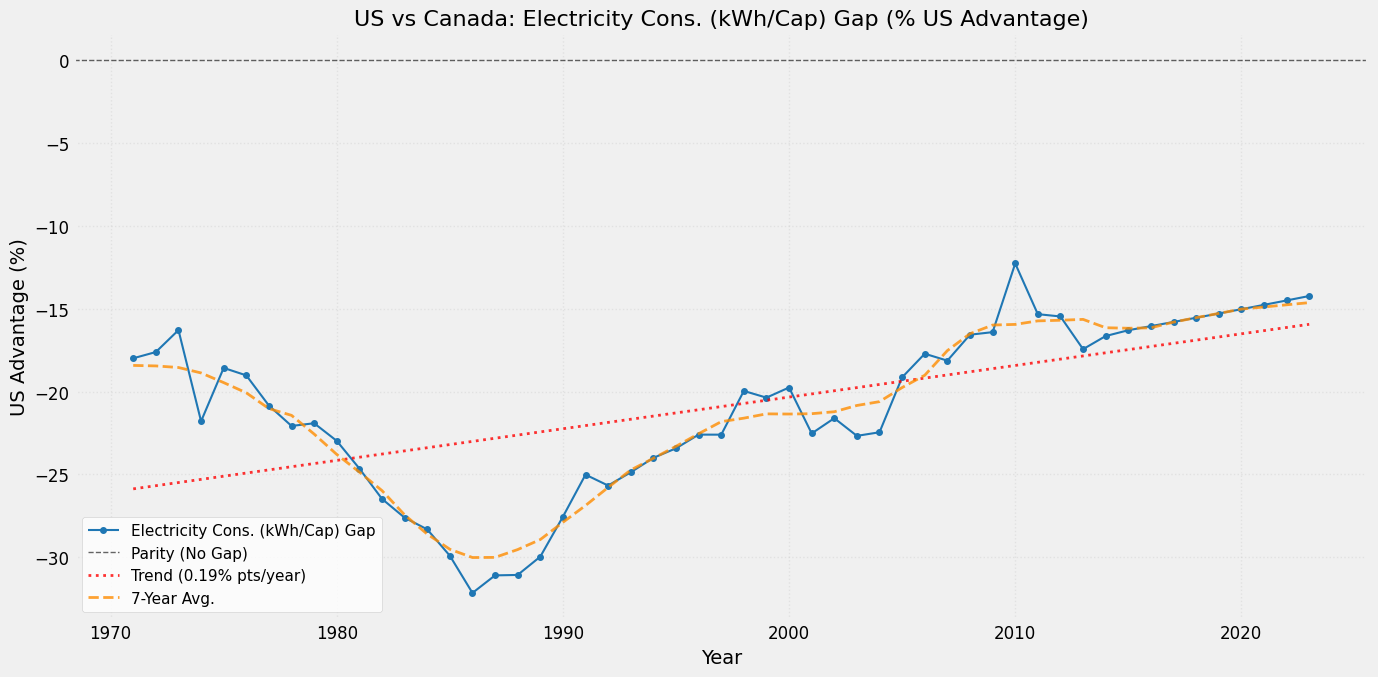 US vs Canada: Electricity Cons. (kWh/Cap) Gap (% US Advantage)
US Advantage (%)
0
−5
−10
−15
−20
−25
−30
Electricity Cons. (kWh/Cap) Gap
Parity (No Gap)
Trend (0.19% pts/year)
7-Year Avg.
1970 1980 1990 2000 2010 2020
Year